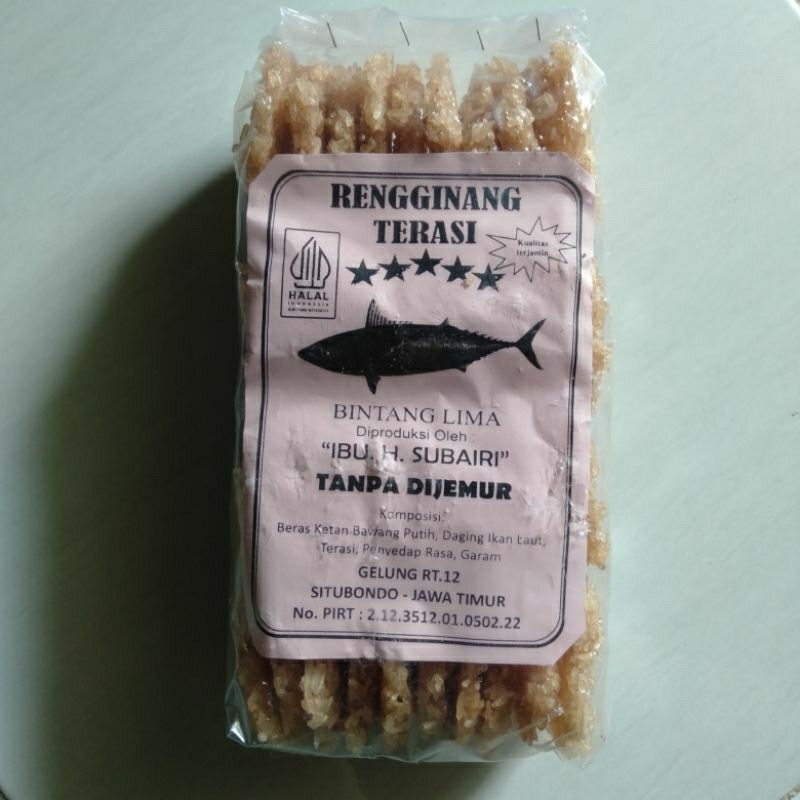 RENGGINANG
TERASI
Kualitas
terjamin
HALAL
INDONESIA
BINTANG LIMA
Diproduksi Oleh :
"IBU. H. SUBAIRI"
TANPA DIJEMUR
Komposisi:
Beras Ketan Bawang Putih, Daging Ikan Laut,
Terasi, Penyedap Rasa, Garam
GELUNG RT.12
SITUBONDO - JAWA TIMUR
No. PIRT : 2.12.3512.01.0502.22